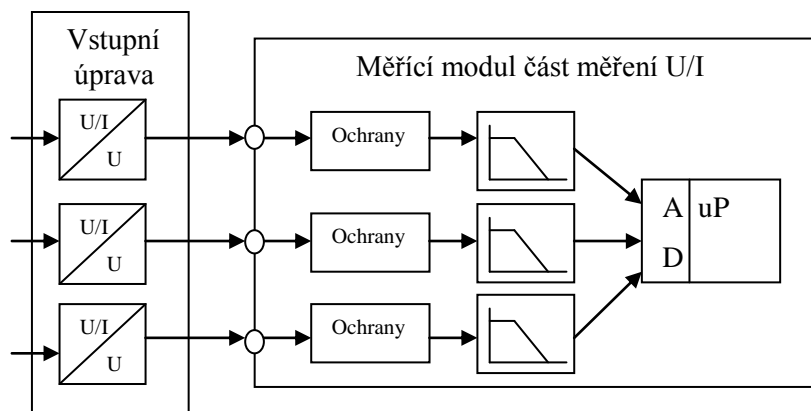 Vstupní
úprava
Měřící modul část měření U/I
U/I
U
Ochrany
U/I
U
Ochrany
A
uP
D
U/I
U
Ochrany